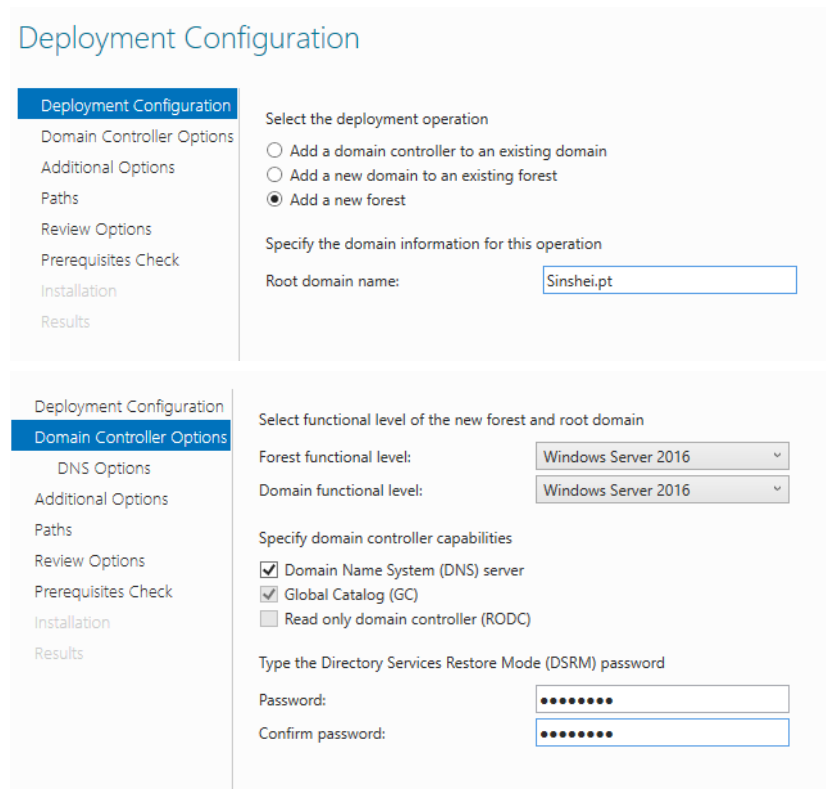 Deployment Configuration
Deployment Configuration
Domain Controller Options
Additional Options
Paths
Review Options
Prerequisites Check
Installation
Results
Select the deployment operation
Add a domain controller to an existing domain
Add a new domain to an existing forest
Add a new forest
Specify the domain information for this operation
Root domain name: Sinshei.pt
Deployment Configuration
Domain Controller Options
DNS Options
Additional Options
Paths
Review Options
Prerequisites Check
Installation
Results
Select functional level of the new forest and root domain
Forest functional level: Windows Server 2016
Domain functional level: Windows Server 2016
Specify domain controller capabilities
Domain Name System (DNS) server
Global Catalog (GC)
Read only domain controller (RODC)
Type the Directory Services Restore Mode (DSRM) password
Password: ●●●●●●●●
Confirm password: ●●●●●●●●